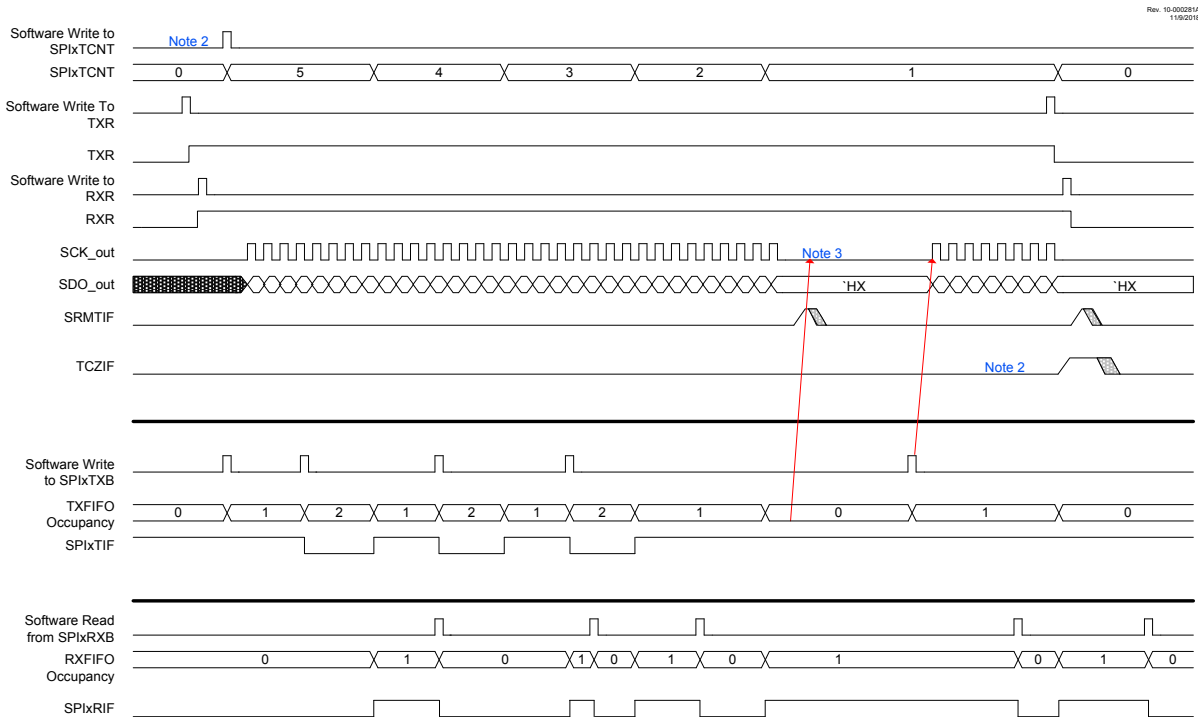 Rev. 10-000281A
11/9/2018
Software Write to
SPIxTCNT
Note 2
SPIxTCNT
0 5 4 3 2 1 0
Software Write To
TXR
TXR
Software Write to
RXR
RXR
SCK_out
Note 3
SDO_out
`HX `HX
SRMTIF
TCZIF
Note 2
Software Write
to SPIxTXB
TXFIFO
Occupancy
0 1 2 1 2 1 2 1 0 1 0
SPIxTIF
Software Read
from SPIxRXB
RXFIFO
Occupancy
0 1 0 1 0 1 0 1 0 1 0
SPIxRIF